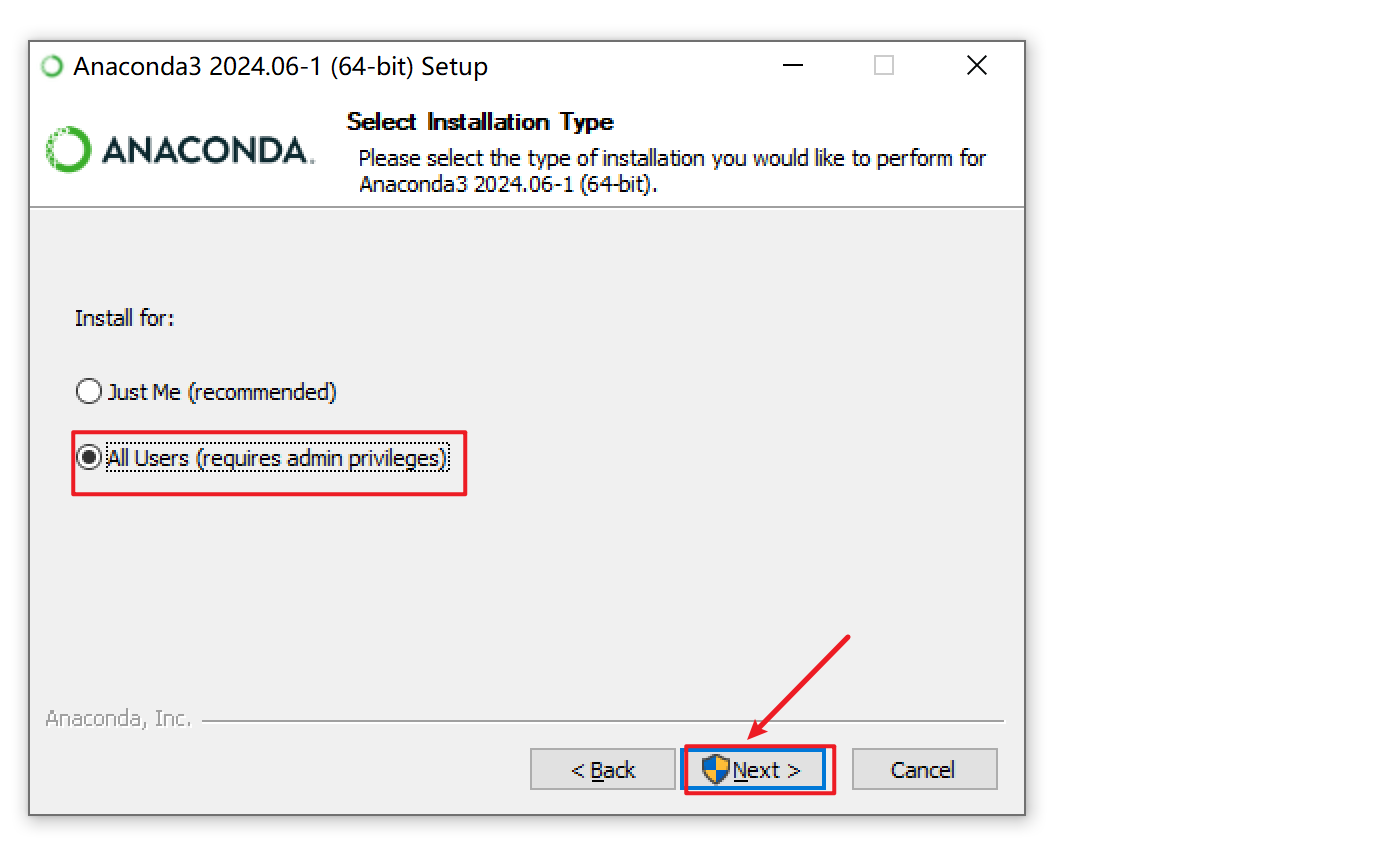 Anaconda3 2024.06-1 (64-bit) Setup
ANACONDA.
Select Installation Type
Please select the type of installation you would like to perform for
Anaconda3 2024.06-1 (64-bit).
Install for:
Just Me (recommended)
All Users (requires admin privileges)
Anaconda, Inc.
< Back
Next >
Cancel